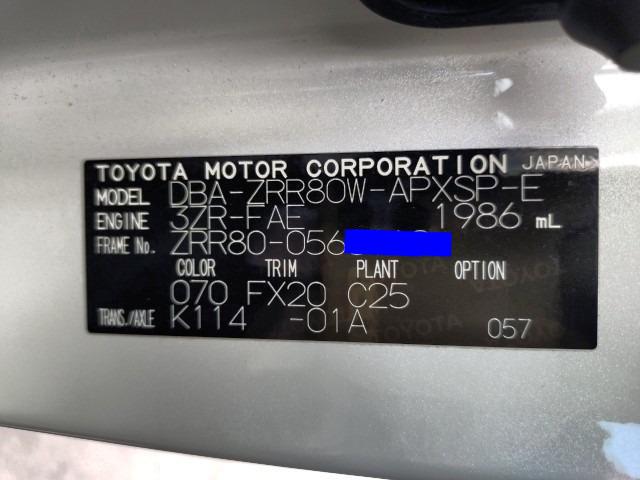 TOYOTA MOTOR CORPORATION JAPAN
MODEL DBA-ZRR80W-APXSP-E
ENGINE 3ZR-FAE 1986 mL
FRAME No. ZRR80-056
COLOR TRIM PLANT OPTION
070 FX20 C25
TRANS./AXLE K114 -01A 057